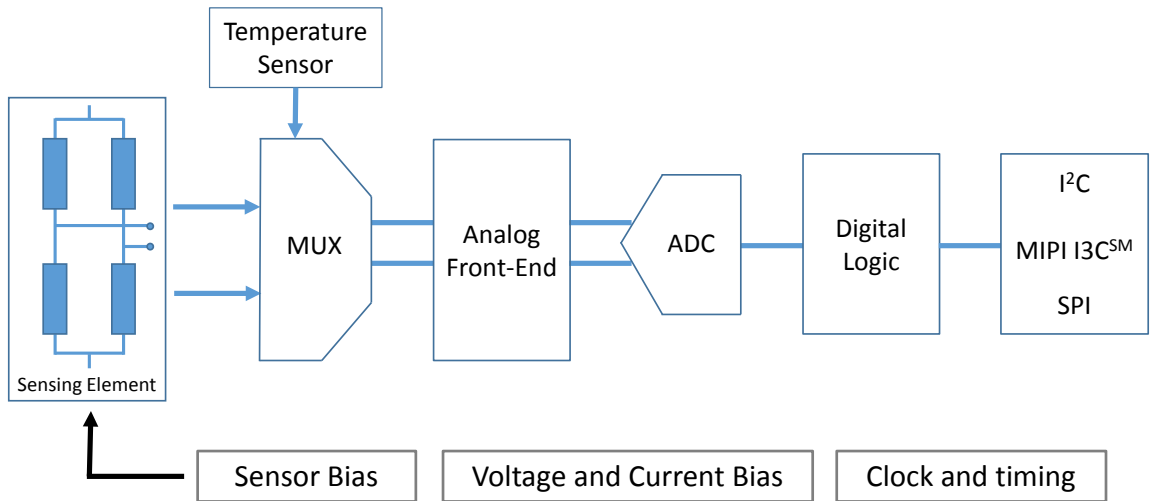 Temperature
Sensor
Sensing Element
MUX
Analog
Front-End
ADC
Digital
Logic
I²C
MIPI I3Cˢᴹ
SPI
Sensor Bias
Voltage and Current Bias
Clock and timing